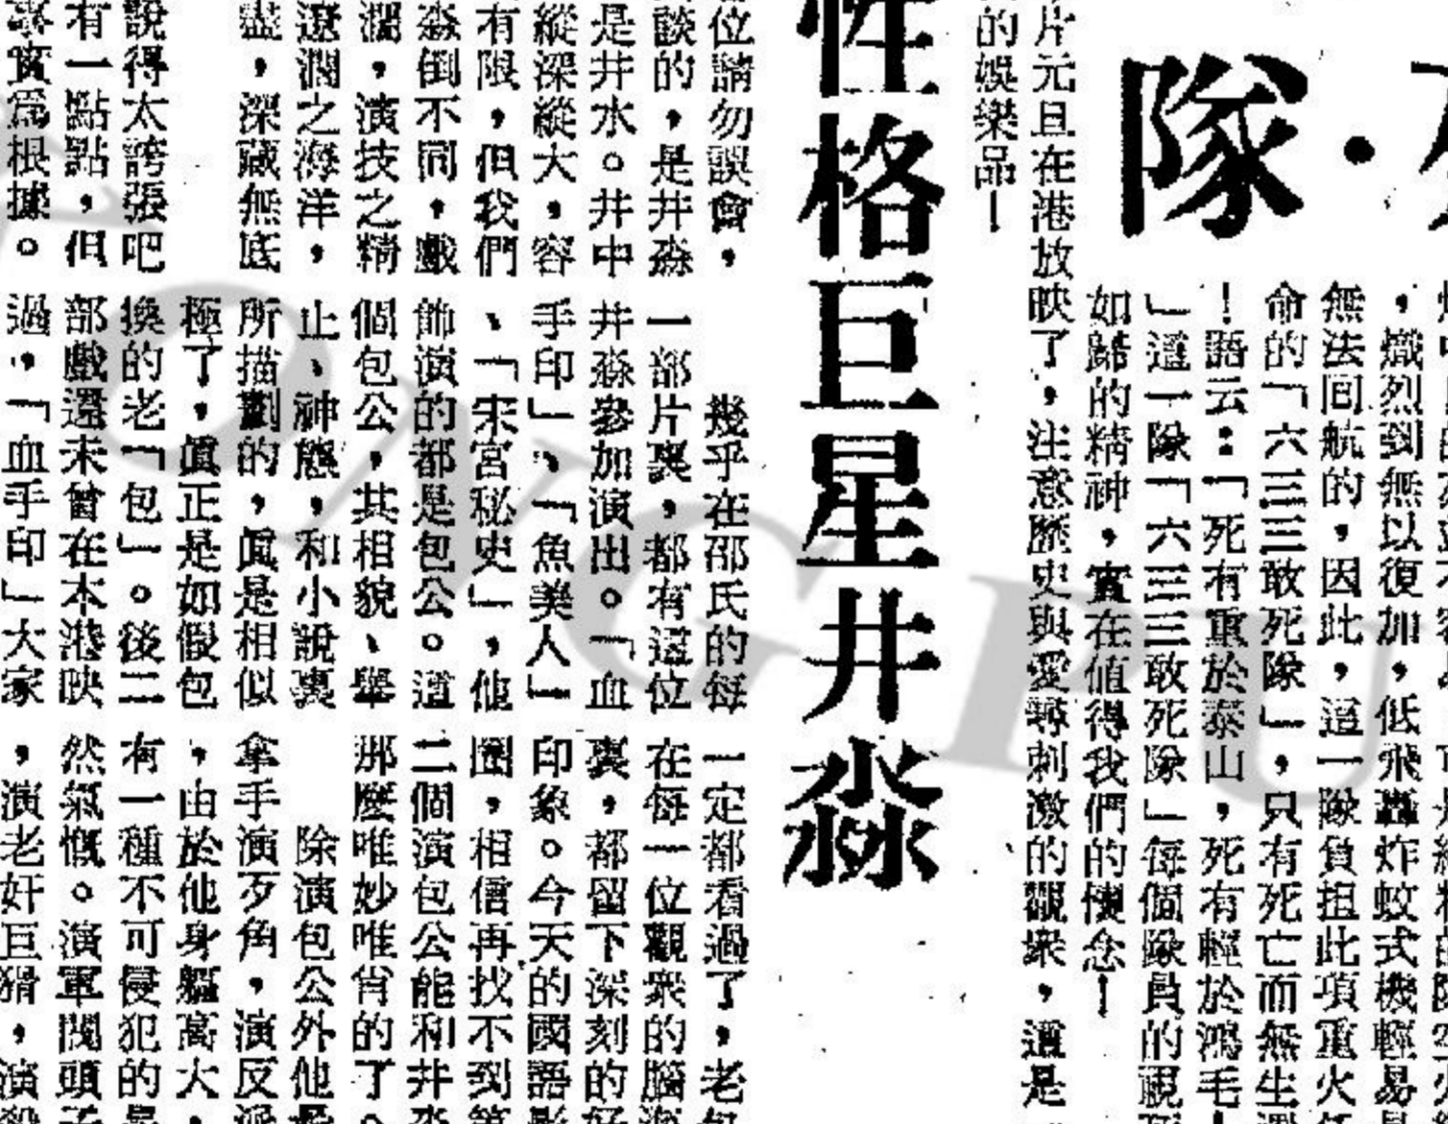 隊・
，熾烈到無以復加，低飛轟炸蚊式機輕易
無法回航的，因此，這一隊負担此項重火
命的「六三三敢死隊」，只有死亡而無生
！語云：「死有重於泰山，死有輕於鴻毛！
」這一隊「六三三敢死隊」每個隊員的視
如歸的精神，實在值得我們的懷念！
片元旦在港放映了，注意歷史與愛尋刺激的觀衆，這是
的娛樂品！
性格巨星井淼
位請勿誤會，
談的，是井淼
是井水。井中
縱深縱大，容
有限，但我們
淼倒不同，戲
濶，演技之精
遼濶之海洋，
盡，深藏無底
說得太誇張吧
有一點點，但
事實爲根據。
幾乎在邵氏的每
一部片裏，都有這位
井淼參加演出。「血
手印」、「魚美人」
、「宋宮秘史」，他
飾演的都是包公。這
個包公，其相貌、舉
止、神態，和小說裏
所描劃的，眞是相似
極了，眞正是如假包
換的老「包」。後二
部戲還未曾在本港映
過，「血手印」大家
一定都看過了，老
在每一位觀衆的腦
裏，都留下深刻的好
印象。今天的國語影
圈，相信再找不到第
二個演包公能和井淼
那麼唯妙唯肖的了。
除演包公外他最
拿手演歹角，演反派
，由於他身軀高大，
有一種不可侵犯的
然氣慨。演軍閥頭子
，演老奸巨猾，演